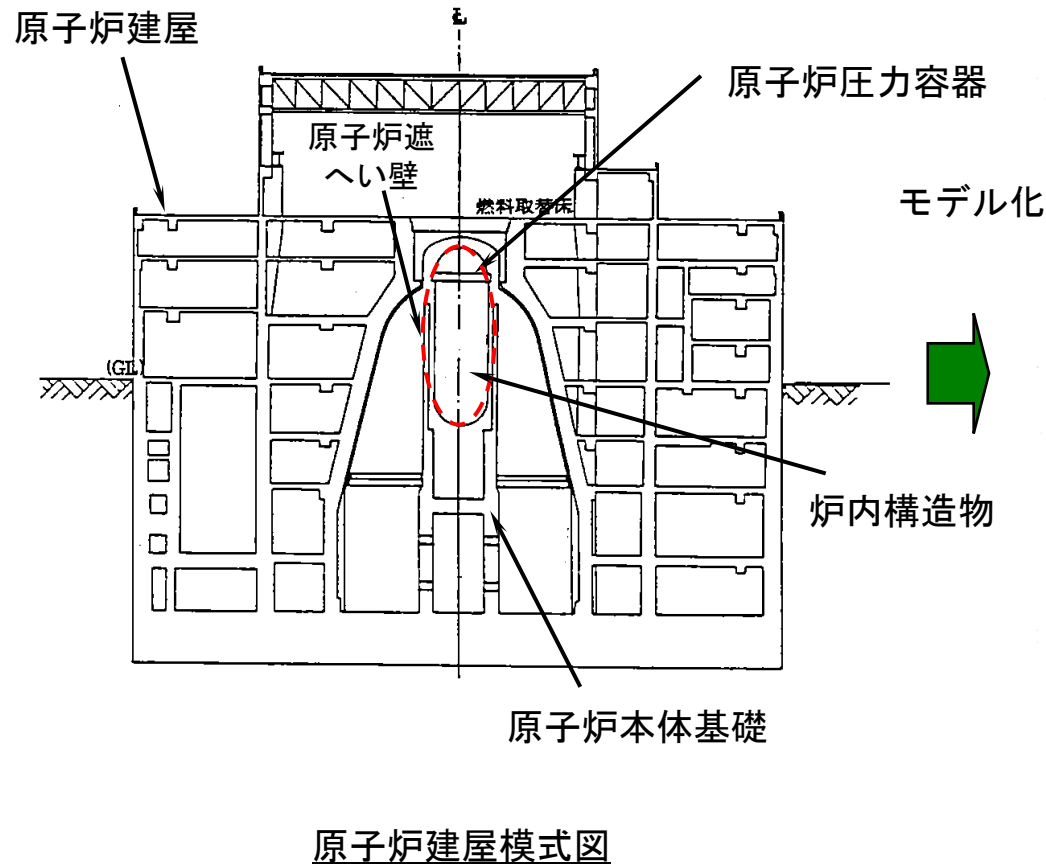 原子炉建屋
原子炉圧力容器
原子炉遮
へい壁
燃料取替床
モデル化
(GL)
炉内構造物
原子炉本体基礎
原子炉建屋模式図